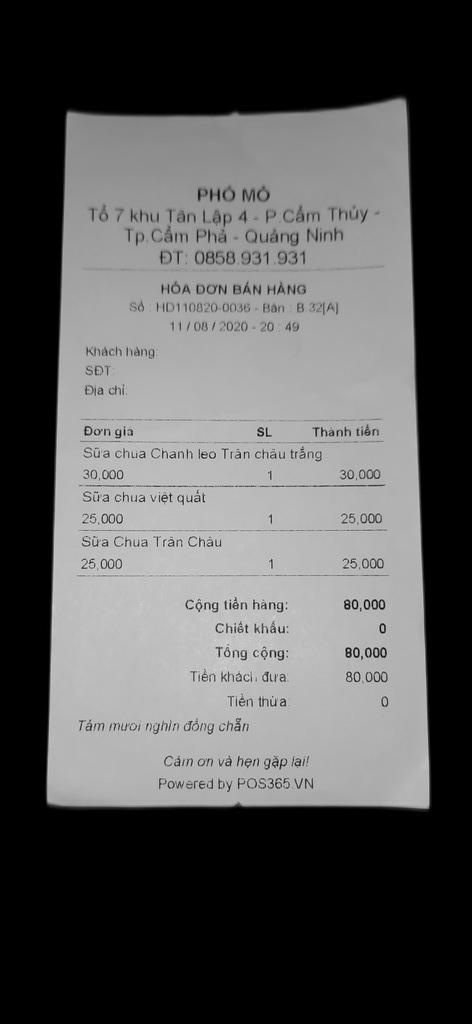 PHỐ MỎ
Tổ 7 khu Tân Lập 4 - P.Cẩm Thủy -
Tp.Cẩm Phả - Quảng Ninh
ĐT: 0858.931.931
HÓA ĐƠN BÁN HÀNG
Số : HD110820-0036 - Bàn : B.32[A]
11 / 08 / 2020 - 20 : 49
Khách hàng:
SĐT:
Địa chỉ:
Đơn giá SL Thành tiền
Sữa chua Chanh leo Trân châu trắng
30,000 1 30,000
Sữa chua việt quất
25,000 1 25,000
Sữa Chua Trân Châu
25,000 1 25,000
Cộng tiền hàng: 80,000
Chiết khấu: 0
Tổng cộng: 80,000
Tiền khách đưa: 80,000
Tiền thừa: 0
Tám mươi nghìn đồng chẵn
Cảm ơn và hẹn gặp lại!
Powered by POS365.VN